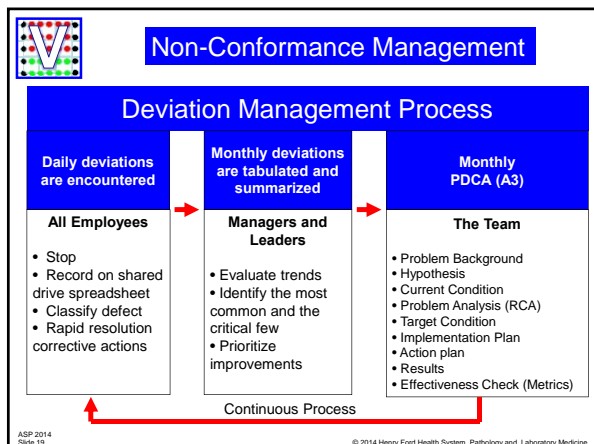 V
Non-Conformance Management
Deviation Management Process
Daily deviations
are encountered
All Employees
• Stop
• Record on shared
drive spreadsheet
• Classify defect
• Rapid resolution
corrective actions
Monthly deviations
are tabulated and
summarized
Managers and
Leaders
• Evaluate trends
• Identify the most
common and the
critical few
• Prioritize
improvements
Monthly
PDCA (A3)
The Team
• Problem Background
• Hypothesis
• Current Condition
• Problem Analysis (RCA)
• Target Condition
• Implementation Plan
• Action plan
• Results
• Effectiveness Check (Metrics)
Continuous Process
ASP 2014
Slide 19
© 2014 Henry Ford Health System, Pathology and Laboratory Medicine